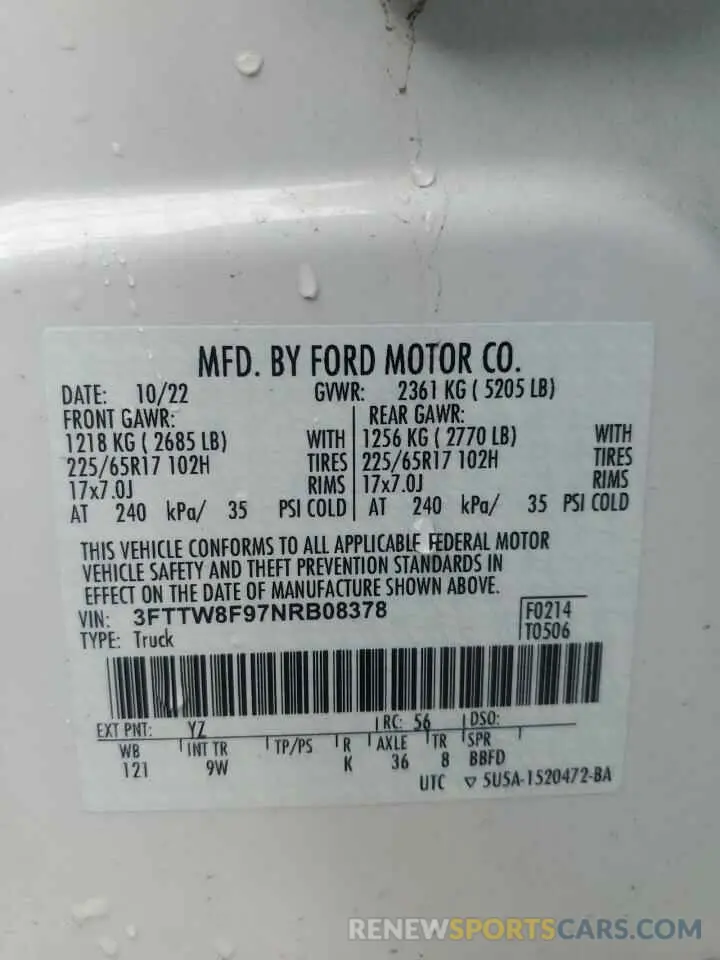 MFD. BY FORD MOTOR CO.
DATE: 10/22 GVWR: 2361 KG ( 5205 LB)
FRONT GAWR: REAR GAWR:
1218 KG ( 2685 LB) WITH 1256 KG ( 2770 LB) WITH
225/65R17 102H TIRES 225/65R17 102H TIRES
17x7.0J RIMS 17x7.0J RIMS
AT 240 kPa/ 35 PSI COLD AT 240 kPa/ 35 PSI COLD
THIS VEHICLE CONFORMS TO ALL APPLICABLE FEDERAL MOTOR
VEHICLE SAFETY AND THEFT PREVENTION STANDARDS IN
EFFECT ON THE DATE OF MANUFACTURE SHOWN ABOVE.
VIN: 3FTTW8F97NRB08378 F0214
TYPE: Truck T0506
EXT PNT: YZ RC: 56 DSO:
WB INT TR TP/PS R AXLE TR SPR
121 9W K 36 8 BBFD
UTC ▽ 5U5A-1520472-BA
RENEWSPORTSCARS.COM